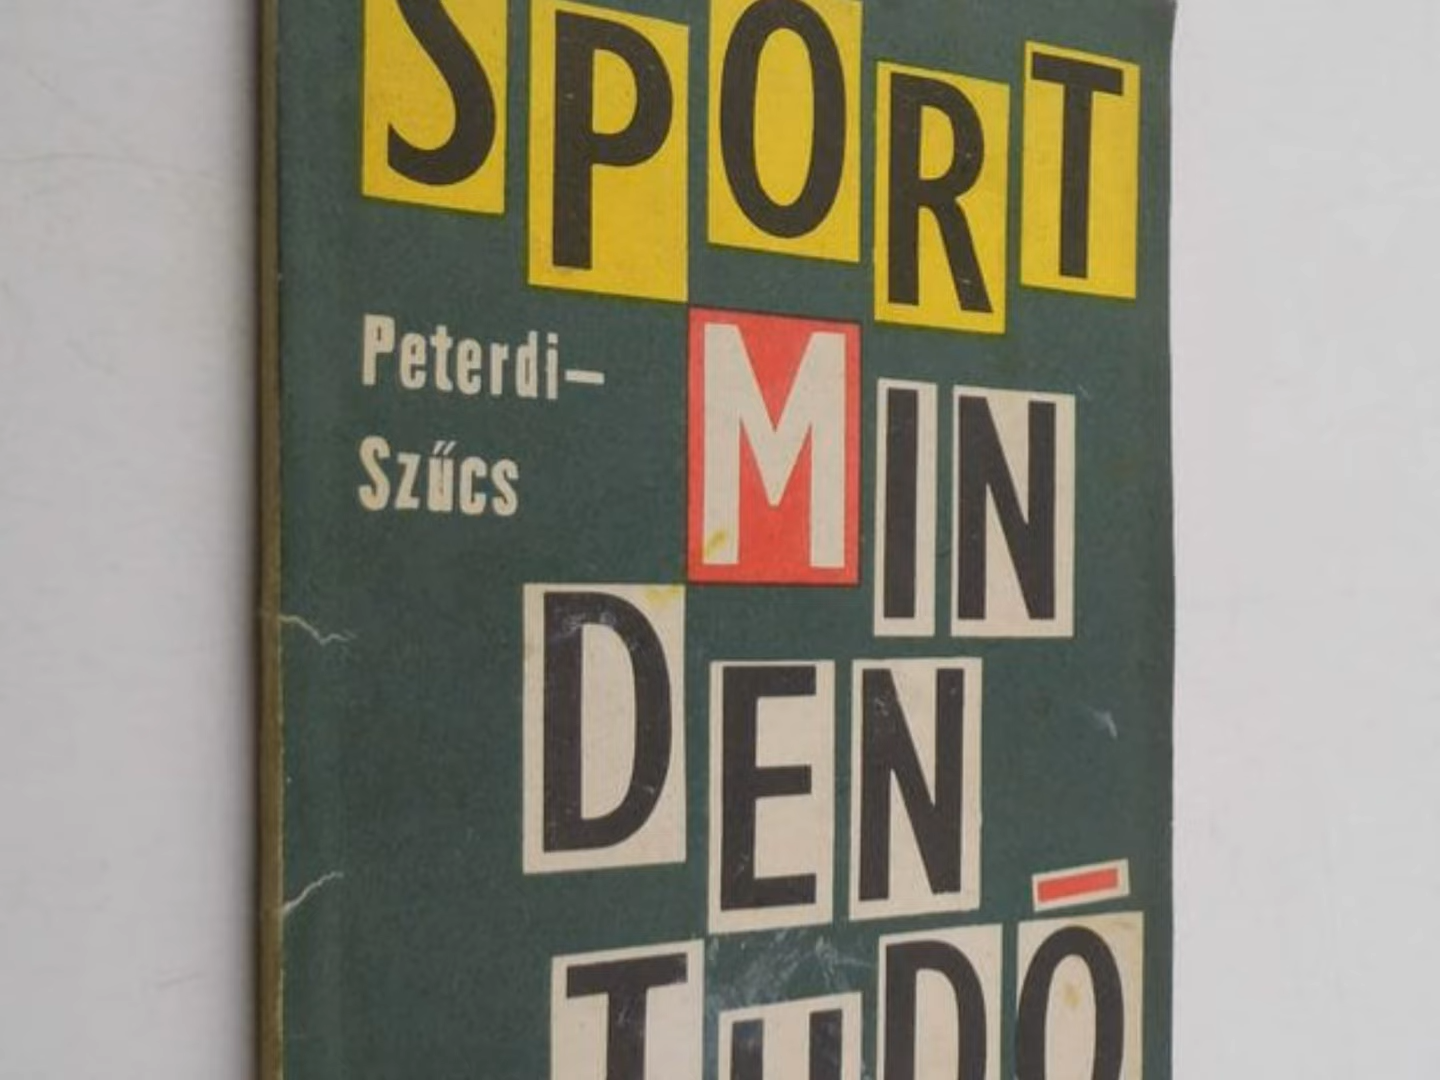 SPORT
Peterdi–
Szűcs
MIN
DEN
TUDÓ